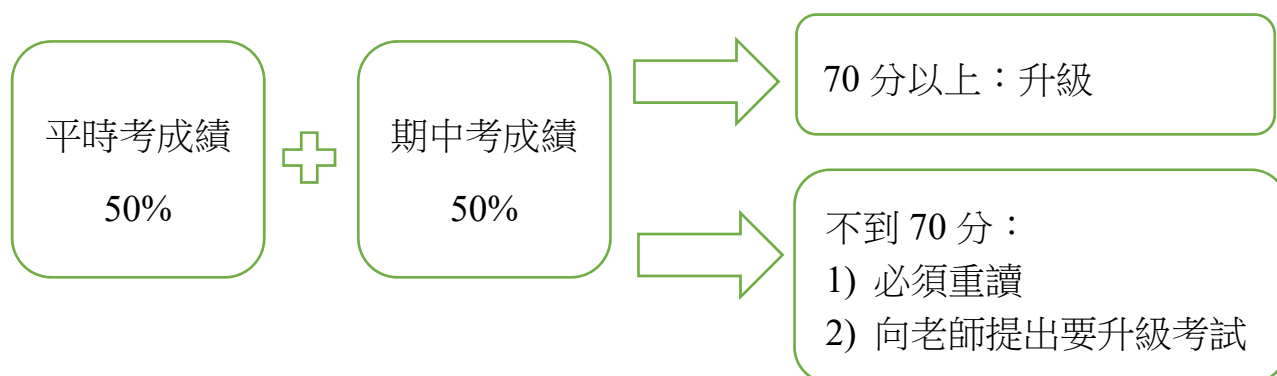 平時考成績
50%
期中考成績
50%
70 分以上：升級
不到 70 分：
1) 必須重讀
2) 向老師提出要升級考試